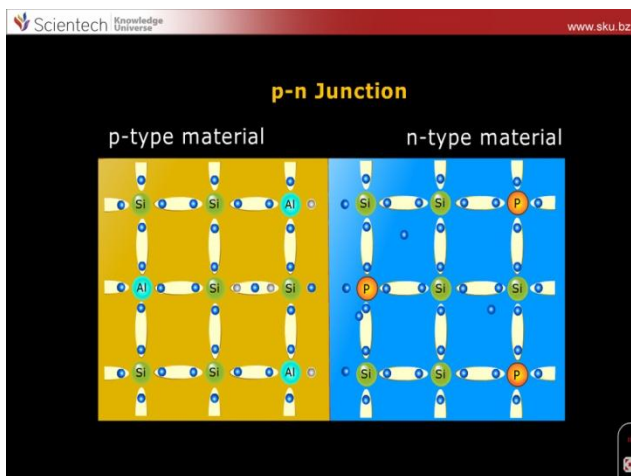 Scientech Knowledge
Universe
www.sku.bz
p-n Junction
p-type material
n-type material
Si Si Al Si Si P
Al Si Si P Si Si
Si Si Al Si Si P